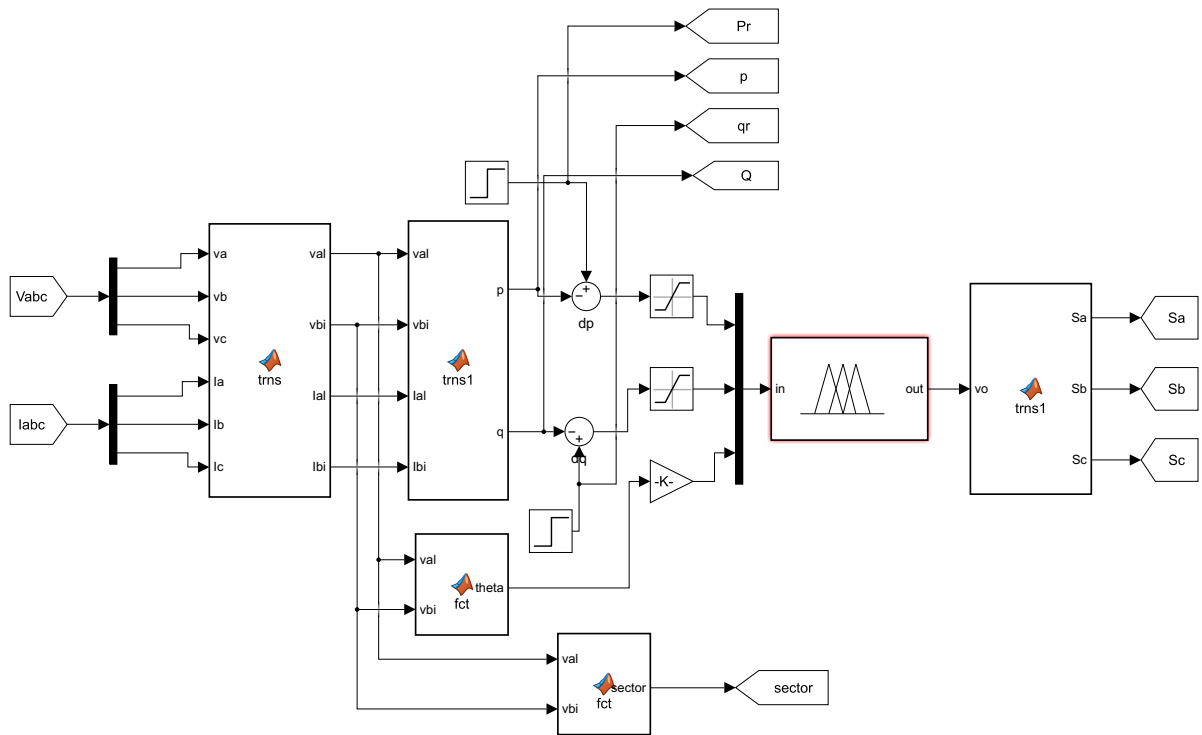 Pr
p
qr
Q
Vabc
Iabc
va
vb
vc
Ia
Ib
Ic
val
vbi
Ial
Ibi
trns
val
vbi
Ial
Ibi
p
q
trns1
+
−
dp
−
+
dq
-K-
in
out
vo
Sa
Sb
Sc
trns1
Sa
Sb
Sc
val
vbi
theta
fct
val
vbi
sector
fct
sector